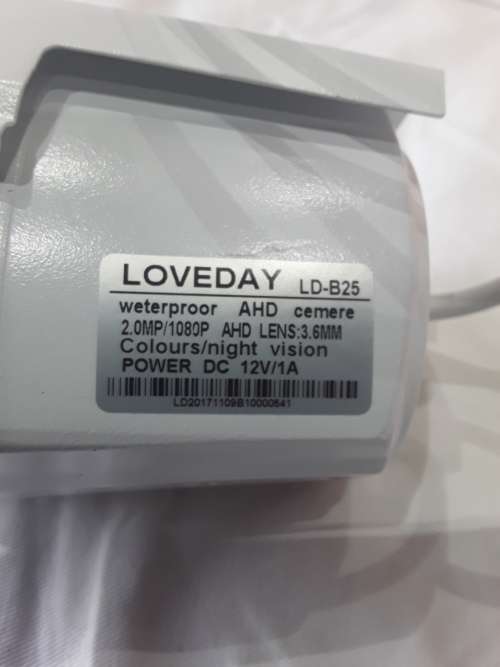 LOVEDAY LD-B25
weterproor AHD cemere
2.0MP/1080P AHD LENS:3.6MM
Colours/night vision
POWER DC 12V/1A
LD20171109B10000541